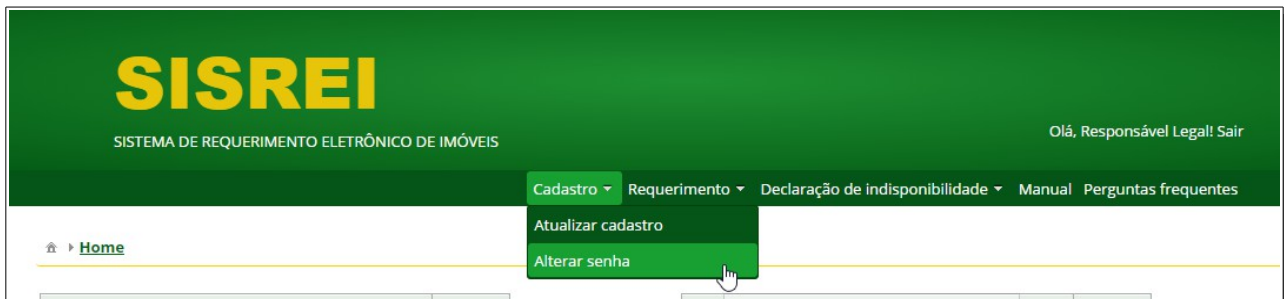 SISREI
SISTEMA DE REQUERIMENTO ELETRÔNICO DE IMÓVEIS
Olá, Responsável Legal! Sair
Cadastro Requerimento Declaração de indisponibilidade Manual Perguntas frequentes
Atualizar cadastro
Home
Alterar senha